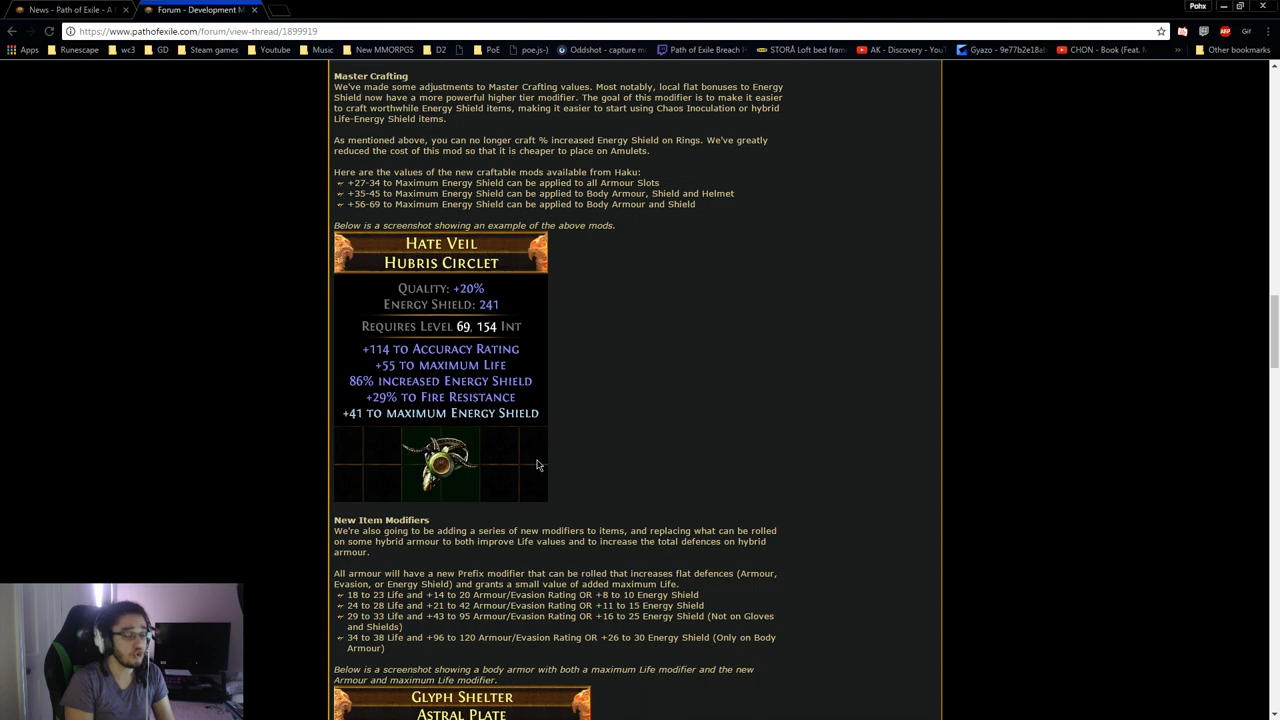 News - Path of Exile - A f
Forum - Development M
Pohx
https://www.pathofexile.com/forum/view-thread/1899919
Apps
Runescape
wc3
GD
Steam games
Youtube
Music
New MMORPGS
D2
PoE
poe.js-)
Oddshot - capture m
Path of Exile Breach H
STORÅ Loft bed fram
AK - Discovery - YouT
Gyazo - 9e77b2e18ab
CHON - Book (Feat. M
Other bookmarks
Master Crafting
We've made some adjustments to Master Crafting values. Most notably, local flat bonuses to Energy
Shield now have a more powerful higher tier modifier. The goal of this modifier is to make it easier
to craft worthwhile Energy Shield items, making it easier to start using Chaos Inoculation or hybrid
Life-Energy Shield items.
As mentioned above, you can no longer craft % increased Energy Shield on Rings. We've greatly
reduced the cost of this mod so that it is cheaper to place on Amulets.
Here are the values of the new craftable mods available from Haku:
+27-34 to Maximum Energy Shield can be applied to all Armour Slots
+35-45 to Maximum Energy Shield can be applied to Body Armour, Shield and Helmet
+56-69 to Maximum Energy Shield can be applied to Body Armour and Shield
Below is a screenshot showing an example of the above mods.
Hate Veil
Hubris Circlet
Quality: +20%
Energy Shield: 241
Requires Level 69, 154 Int
+114 to Accuracy Rating
+55 to maximum Life
86% increased Energy Shield
+29% to Fire Resistance
+41 to maximum Energy Shield
New Item Modifiers
We're also going to be adding a series of new modifiers to items, and replacing what can be rolled
on some hybrid armour to both improve Life values and to increase the total defences on hybrid
armour.
All armour will have a new Prefix modifier that can be rolled that increases flat defences (Armour,
Evasion, or Energy Shield) and grants a small value of added maximum Life.
18 to 23 Life and +14 to 20 Armour/Evasion Rating OR +8 to 10 Energy Shield
24 to 28 Life and +21 to 42 Armour/Evasion Rating OR +11 to 15 Energy Shield
29 to 33 Life and +43 to 95 Armour/Evasion Rating OR +16 to 25 Energy Shield (Not on Gloves
and Shields)
34 to 38 Life and +96 to 120 Armour/Evasion Rating OR +26 to 30 Energy Shield (Only on Body
Armour)
Below is a screenshot showing a body armor with both a maximum Life modifier and the new
Armour and maximum Life modifier.
Glyph Shelter
Astral Plate